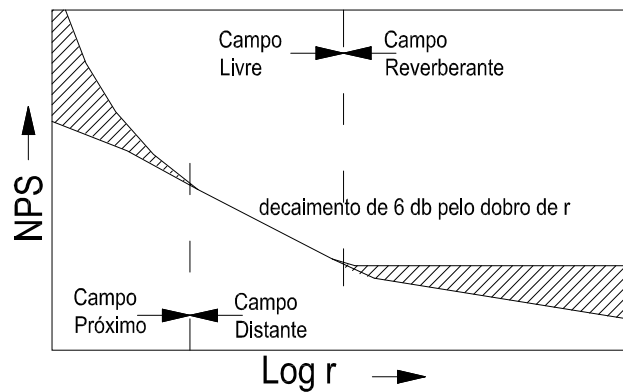 Campo
Livre
Campo
Reverberante
NPS
decaimento de 6 db pelo dobro de r
Campo
Próximo
Campo
Distante
Log r